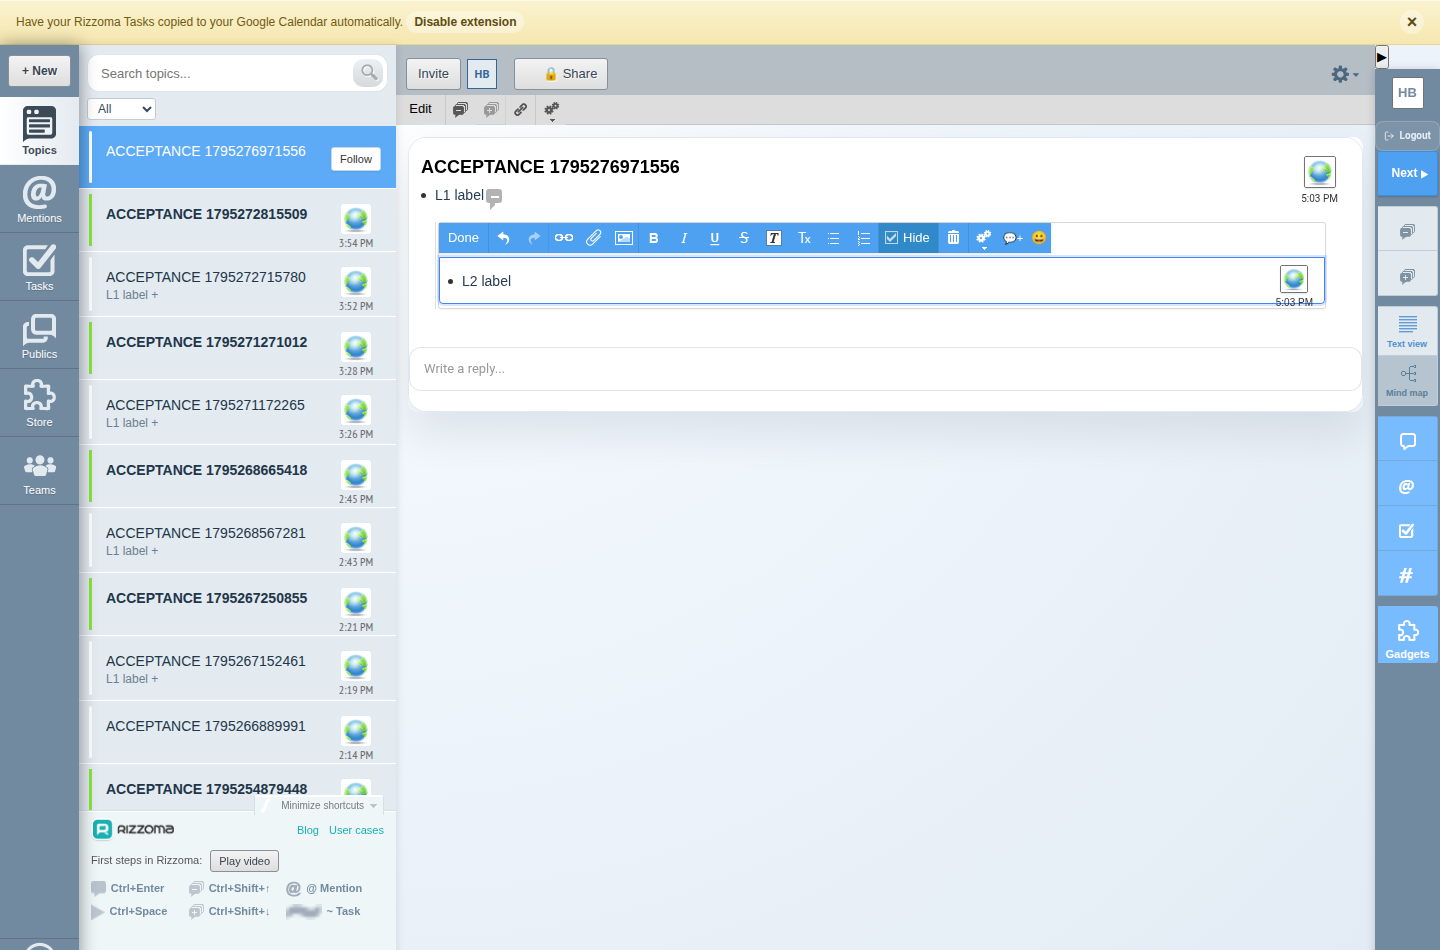 Have your Rizzoma Tasks copied to your Google Calendar automatically. Disable extension
+ New
Topics
Mentions
Tasks
Publics
Store
Teams
Search topics...
All
ACCEPTANCE 1795276971556
Follow
ACCEPTANCE 1795272815509
3:54 PM
ACCEPTANCE 1795272715780
L1 label +
3:52 PM
ACCEPTANCE 1795271271012
3:28 PM
ACCEPTANCE 1795271172265
L1 label +
3:26 PM
ACCEPTANCE 1795268665418
2:45 PM
ACCEPTANCE 1795268567281
L1 label +
2:43 PM
ACCEPTANCE 1795267250855
2:21 PM
ACCEPTANCE 1795267152461
L1 label +
2:19 PM
ACCEPTANCE 1795266889991
2:14 PM
ACCEPTANCE 1795254879448
Minimize shortcuts
RIZZOMA
Blog User cases
First steps in Rizzoma: Play video
Ctrl+Enter Ctrl+Shift+↑ @ Mention
Ctrl+Space Ctrl+Shift+↓ ~ Task
Invite HB Share
Edit
ACCEPTANCE 1795276971556
5:03 PM
L1 label
Done B I U S T Tx Hide
L2 label
5:03 PM
Write a reply...
HB
Logout
Next
Text view
Mind map
@
#
Gadgets